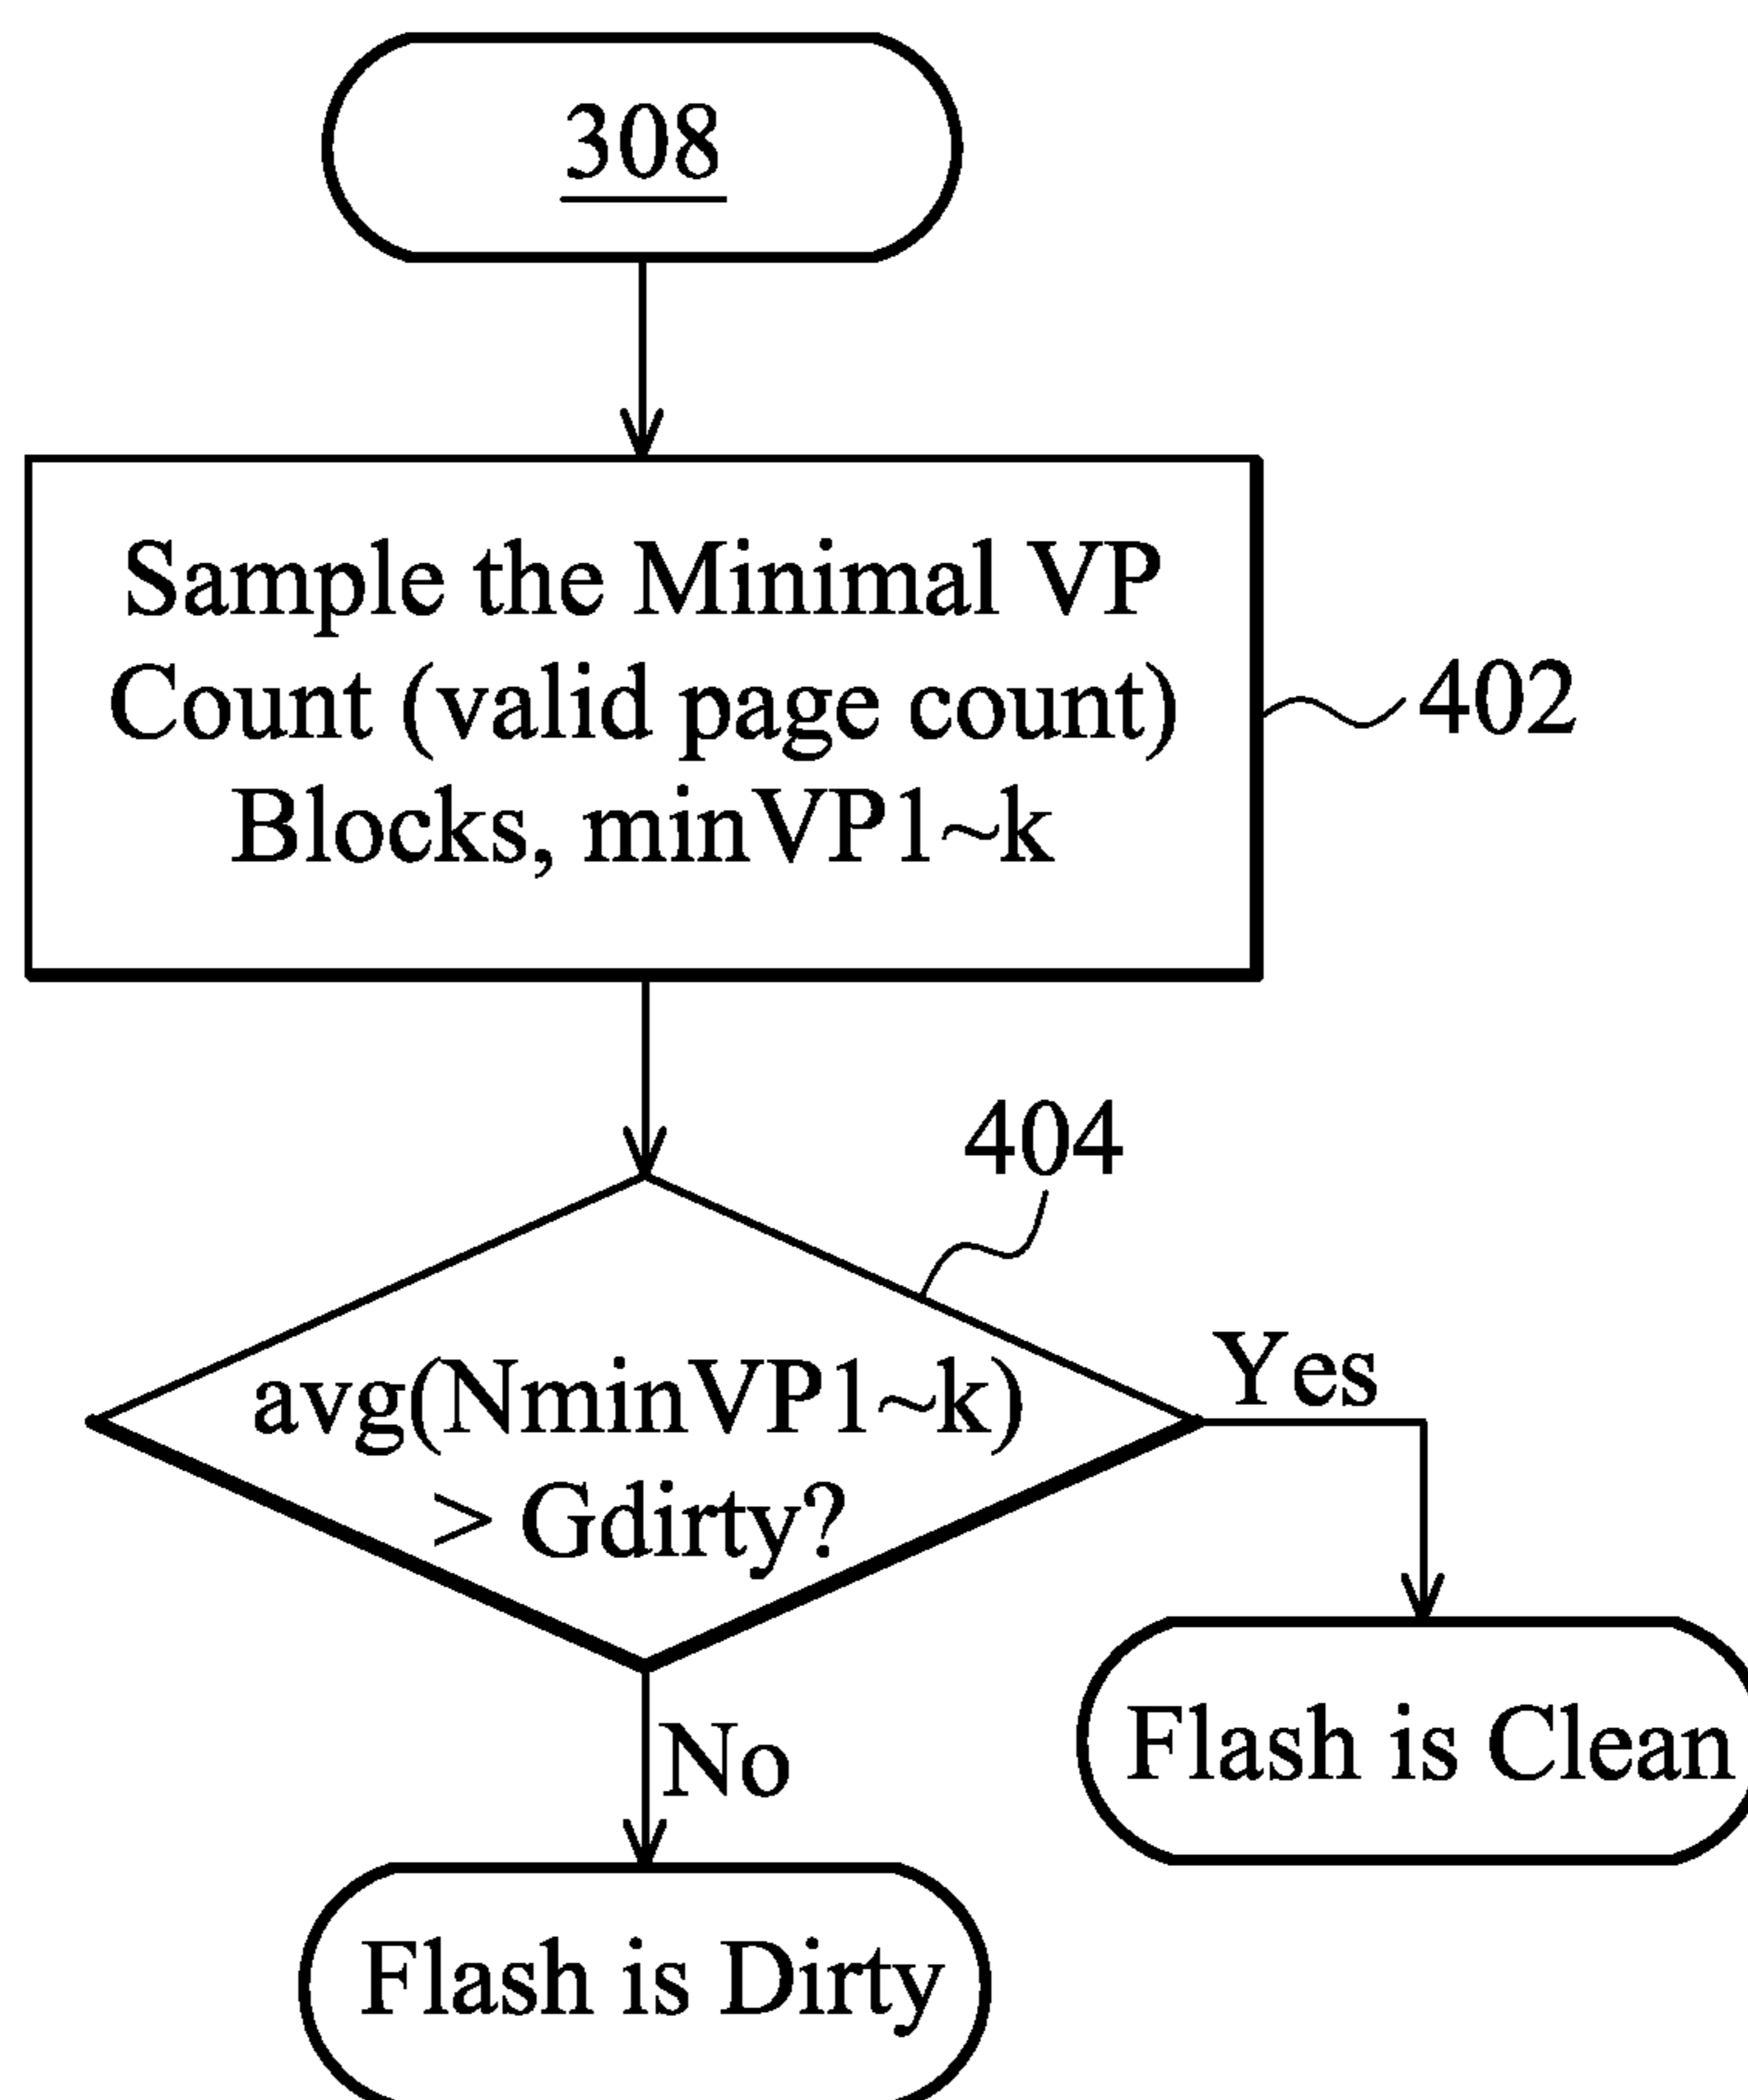 308
Sample the Minimal VP
Count (valid page count)
Blocks, minVP1~k
402
404
avg(NminVP1~k)
> Gdirty?
Yes
No
Flash is Clean
Flash is Dirty